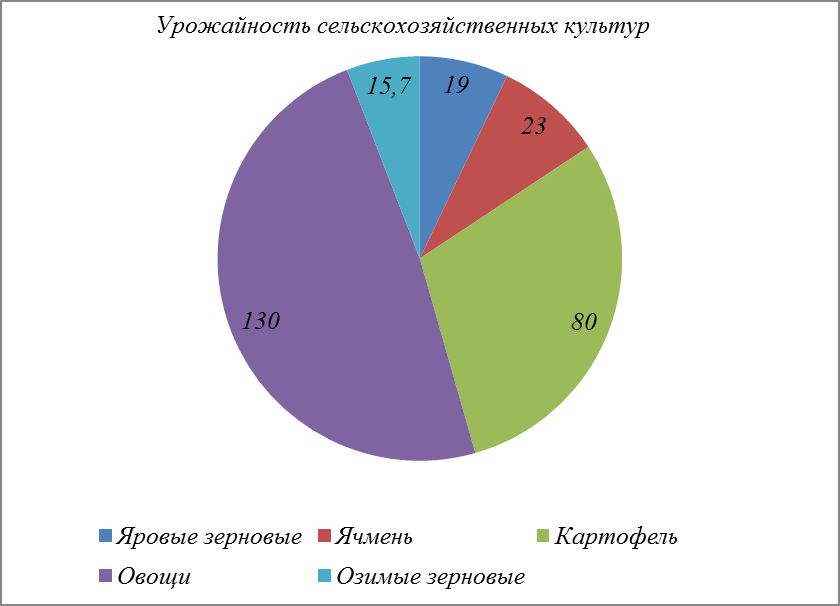 Урожайность сельскохозяйственных культур
15,7
19
23
130
80
Яровые зерновые
Ячмень
Картофель
Овощи
Озимые зерновые